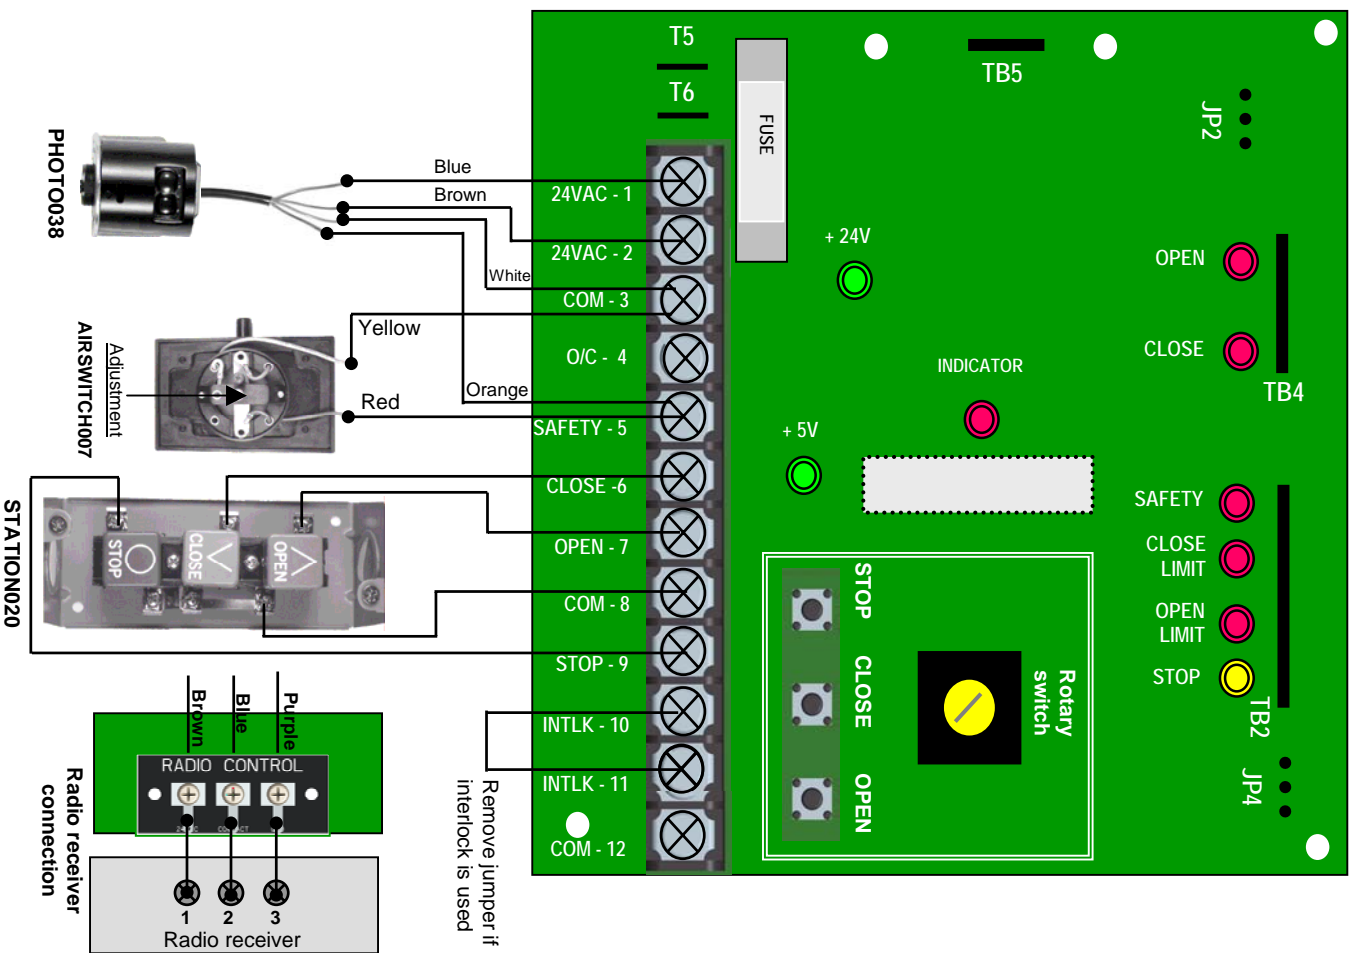 T5
T6
FUSE
TB5
JP2
PHOTO038
Blue
Brown
White
Yellow
Orange
Red
24VAC - 1
24VAC - 2
COM - 3
O/C - 4
SAFETY - 5
CLOSE -6
OPEN - 7
COM - 8
STOP - 9
INTLK - 10
INTLK - 11
COM - 12
+ 24V
+ 5V
INDICATOR
OPEN
CLOSE
TB4
SAFETY
CLOSE
LIMIT
OPEN
LIMIT
STOP
TB2
JP4
Adjustment
AIRSWITCH007
STATION020
STOP
CLOSE
OPEN
STOP
CLOSE
OPEN
Rotary
switch
Brown
Blue
Purple
RADIO CONTROL
Radio receiver
connection
1
2
3
Radio receiver
Remove jumper if
interlock is used